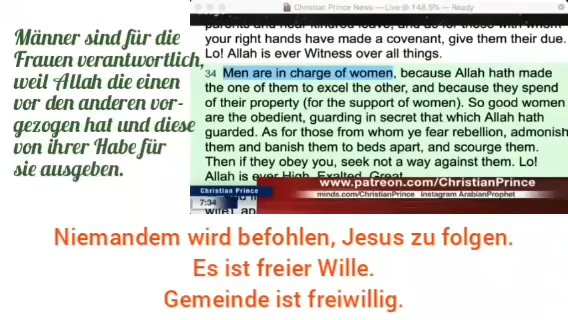 Männer sind für die
Frauen verantwortlich,
weil Allah die einen
vor den anderen vor-
gezogen hat und diese
von ihrer Habe für
sie ausgeben.
Christian Prince News — Live @ 148.5% — Ready
your right hands have made a covenant, give them their due.
Lo! Allah is ever Witness over all things.
34 Men are in charge of women, because Allah hath made
the one of them to excel the other, and because they spend
of their property (for the support of women). So good women
are the obedient, guarding in secret that which Allah hath
guarded. As for those from whom ye fear rebellion, admonish
them and banish them to beds apart, and scourge them.
Then if they obey you, seek not a way against them. Lo!
Allah is ever High, Exalted, Great.
Christian Prince
www.patreon.com/ChristianPrince
7:34
minds.com/ChristianPrince instagram ArabianProphet
Niemandem wird befohlen, Jesus zu folgen.
Es ist freier Wille.
Gemeinde ist freiwillig.